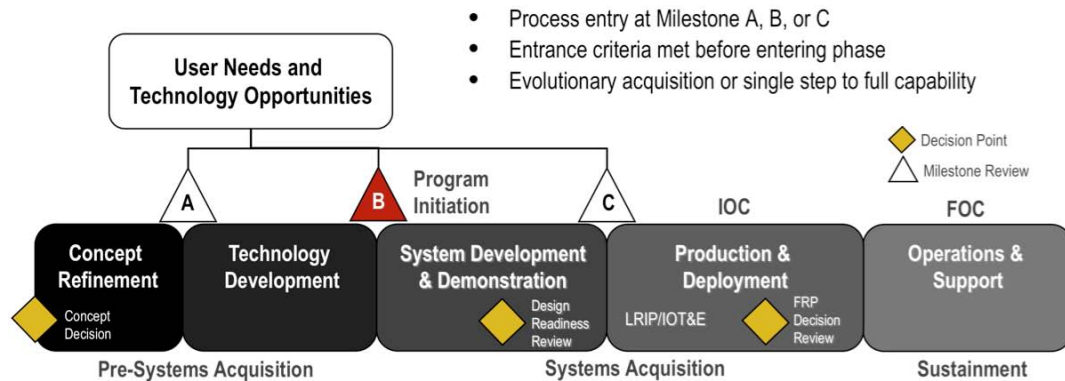 • Process entry at Milestone A, B, or C
• Entrance criteria met before entering phase
• Evolutionary acquisition or single step to full capability
User Needs and
Technology Opportunities
Decision Point
Milestone Review
A
B
Program
Initiation
C
IOC
FOC
Concept
Refinement
Concept
Decision
Technology
Development
System Development
& Demonstration
Design
Readiness
Review
Production &
Deployment
LRIP/IOT&E
FRP
Decision
Review
Operations &
Support
Pre-Systems Acquisition
Systems Acquisition
Sustainment